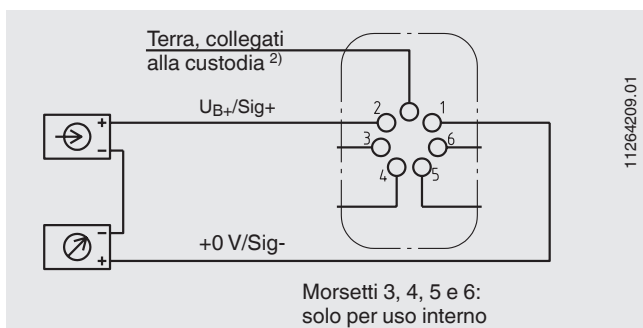 Terra, collegati
alla custodia 2)
UB+/Sig+
2
1
3
6
4
5
+
−
−
+
+0 V/Sig-
Morsetti 3, 4, 5 e 6:
solo per uso interno
11264209.01